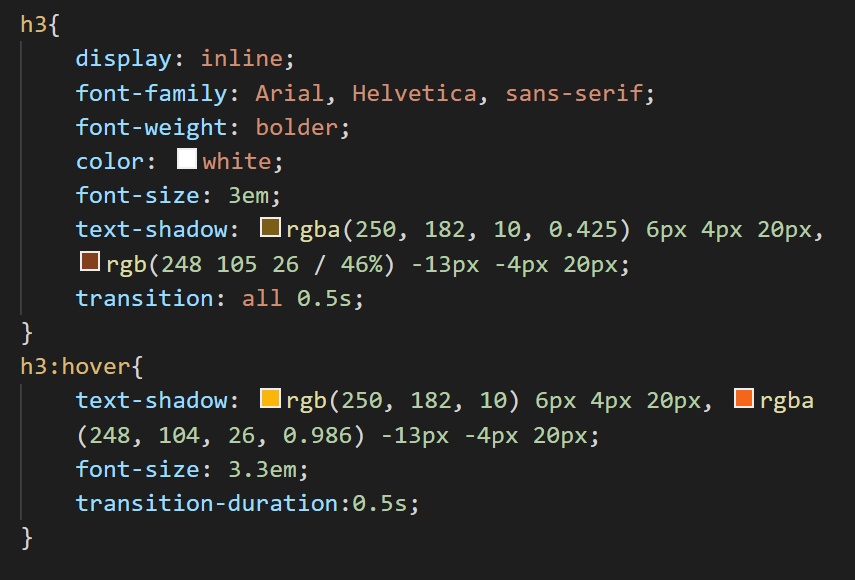 h3{
    display: inline;
    font-family: Arial, Helvetica, sans-serif;
    font-weight: bolder;
    color: white;
    font-size: 3em;
    text-shadow: rgba(250, 182, 10, 0.425) 6px 4px 20px,
    rgb(248 105 26 / 46%) -13px -4px 20px;
    transition: all 0.5s;
}
h3:hover{
    text-shadow: rgb(250, 182, 10) 6px 4px 20px, rgba
    (248, 104, 26, 0.986) -13px -4px 20px;
    font-size: 3.3em;
    transition-duration:0.5s;
}